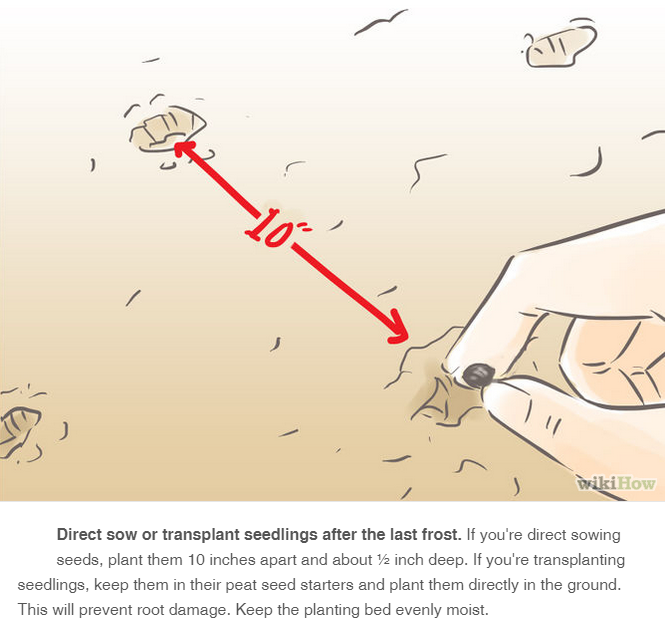 10"
wikiHow
Direct sow or transplant seedlings after the last frost. If you're direct sowing
seeds, plant them 10 inches apart and about ½ inch deep. If you're transplanting
seedlings, keep them in their peat seed starters and plant them directly in the ground.
This will prevent root damage. Keep the planting bed evenly moist.